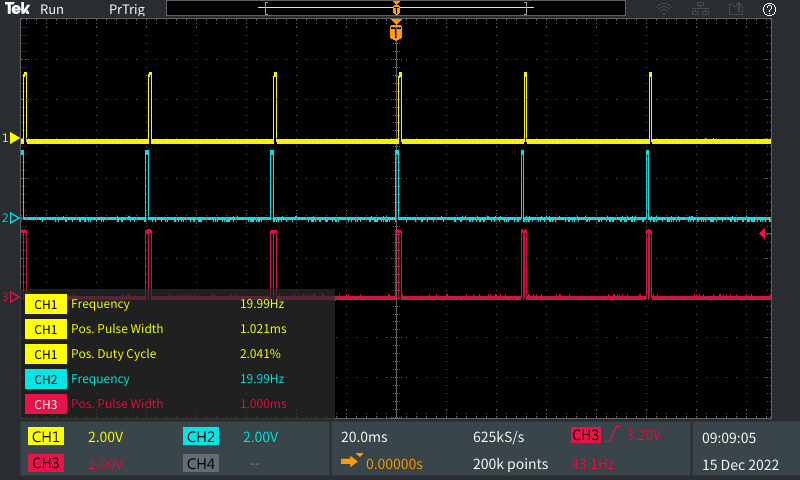 Tek Run PrTrig
T
T
1
2
3
CH1 Frequency 19.99Hz
CH1 Pos. Pulse Width 1.021ms
CH1 Pos. Duty Cycle 2.041%
CH2 Frequency 19.99Hz
CH3 Pos. Pulse Width 1.000ms
CH1 2.00V CH2 2.00V 20.0ms 625kS/s CH3 3.20V 09:09:05
CH3 2.00V CH4 -- 0.00000s 200k points 43.1Hz 15 Dec 2022